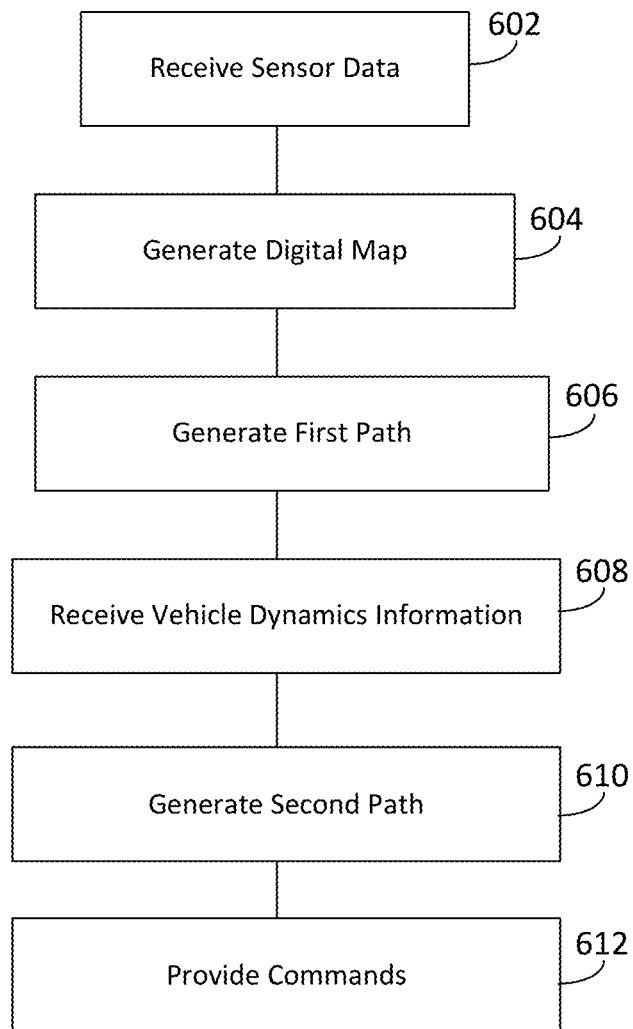 602
Receive Sensor Data
604
Generate Digital Map
606
Generate First Path
608
Receive Vehicle Dynamics Information
610
Generate Second Path
612
Provide Commands